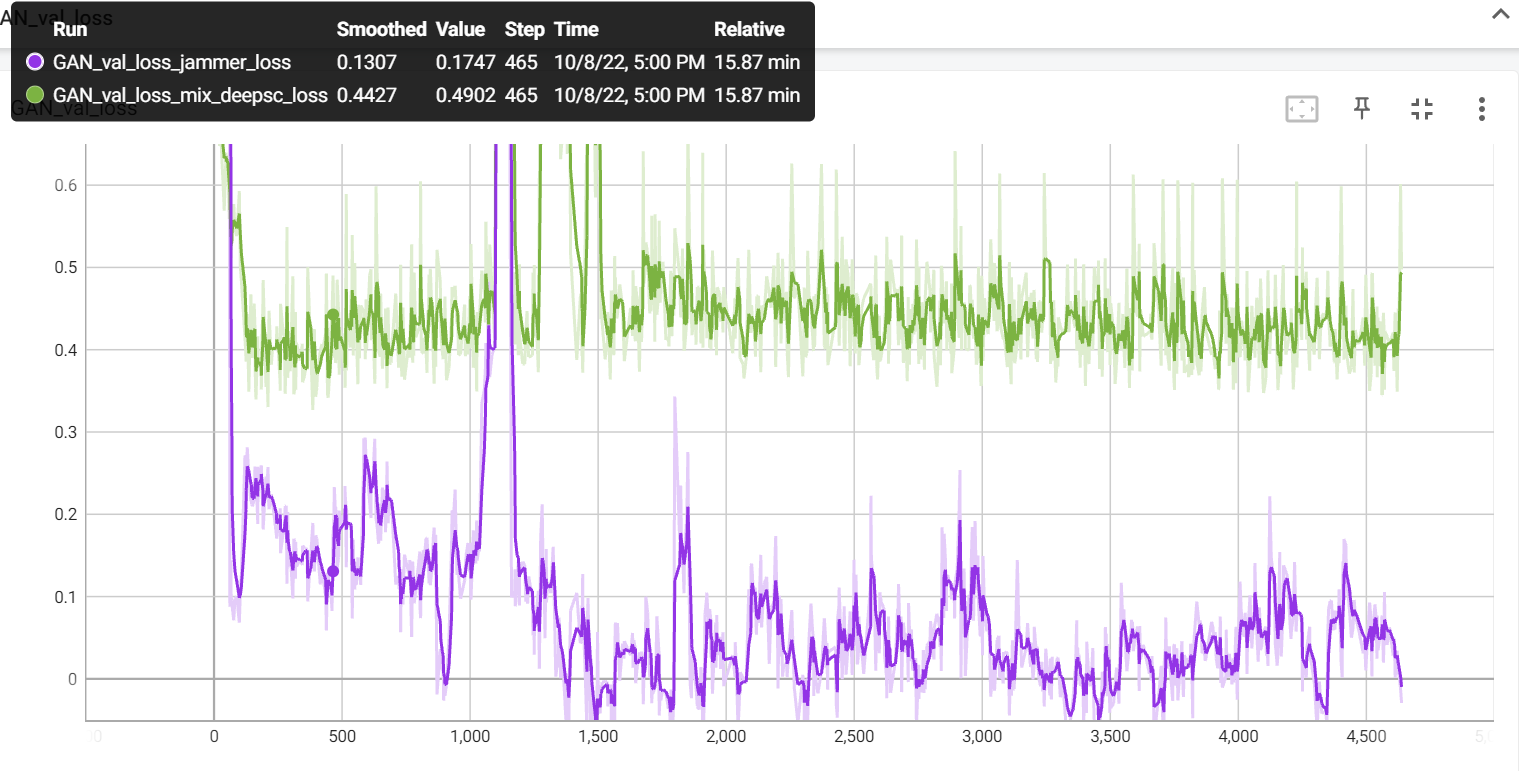 GAN_val_loss
Run Smoothed Value Step Time Relative
GAN_val_loss_jammer_loss 0.1307 0.1747 465 10/8/22, 5:00 PM 15.87 min
GAN_val_loss_mix_deepsc_loss 0.4427 0.4902 465 10/8/22, 5:00 PM 15.87 min
GAN_val_loss
0.6
0.5
0.4
0.3
0.2
0.1
0
0 500 1,000 1,500 2,000 2,500 3,000 3,500 4,000 4,500